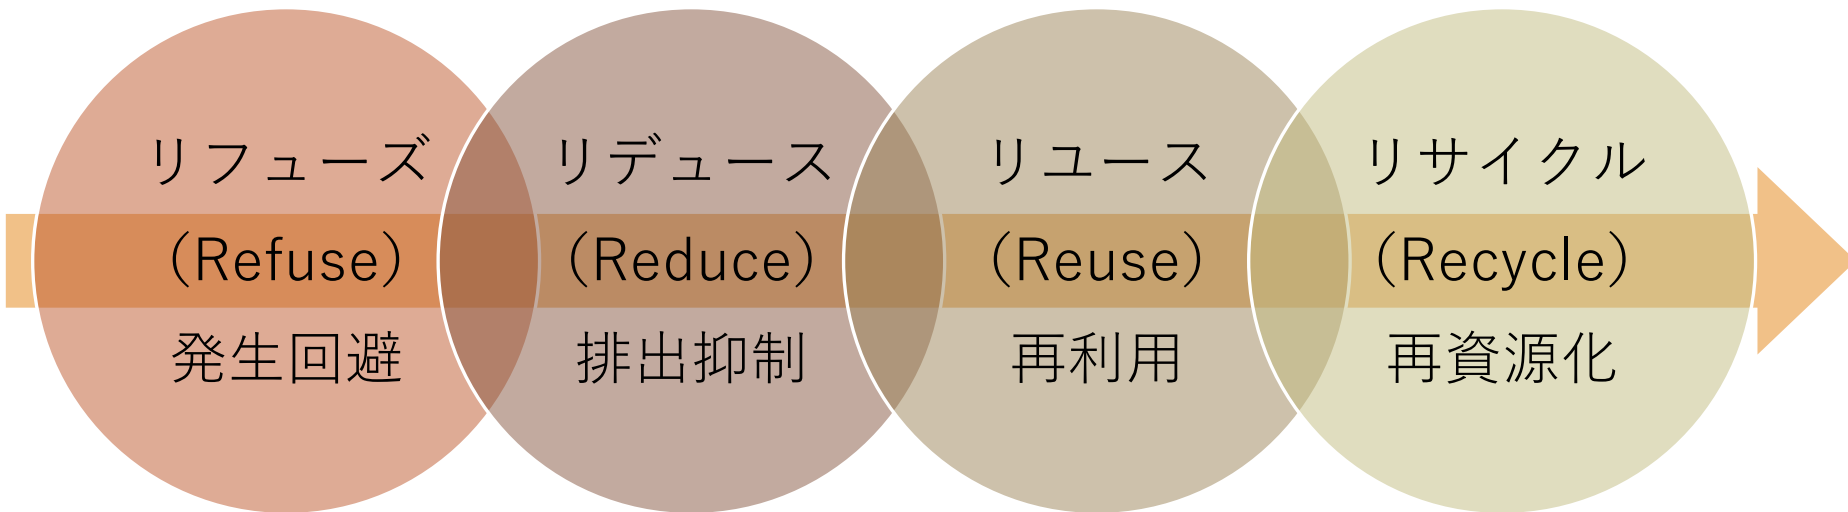 リフューズ
（Refuse）
発生回避
リデュース
（Reduce）
排出抑制
リユース
（Reuse）
再利用
リサイクル
（Recycle）
再資源化